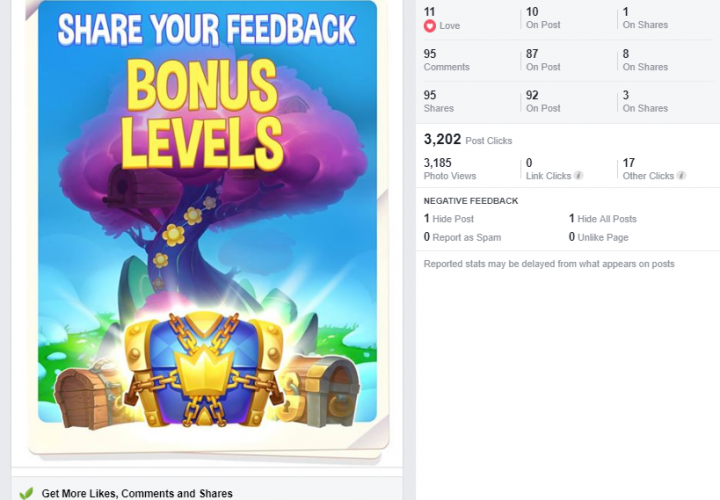 SHARE YOUR FEEDBACK
BONUS
LEVELS
Get More Likes, Comments and Shares
11 10 1
Love On Post On Shares
95 87 8
Comments On Post On Shares
95 92 3
Shares On Post On Shares
3,202 Post Clicks
3,185 0 17
Photo Views Link Clicks i Other Clicks i
NEGATIVE FEEDBACK
1 Hide Post 1 Hide All Posts
0 Report as Spam 0 Unlike Page
Reported stats may be delayed from what appears on posts